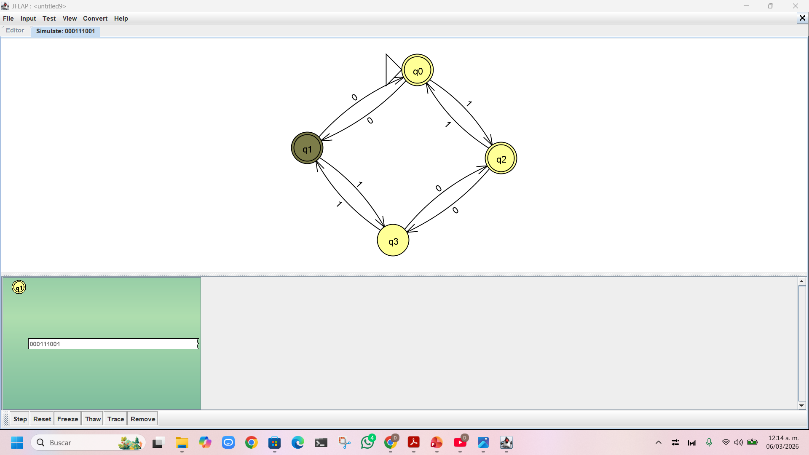 JFLAP : <untitled9>
File Input Test View Convert Help
Editor Simulate: 000111001
q0
0
1
0
1
q1
q2
1
0
1
0
q3
q1
000111001
Step Reset Freeze Thaw Trace Remove
Buscar
12:14 a. m.
06/03/2026